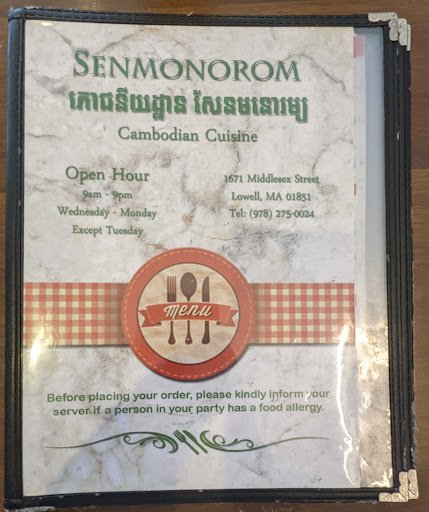 SENMONOROM
ភោជនីយដ្ឋាន សែនមនោរម្យ
Cambodian Cuisine
Open Hour
9am - 9pm
Wednesday - Monday
Except Tuesday
1671 Middlesex Street
Lowell, MA 01851
Tel: (978) 275-0024
menu
Before placing your order, please kindly inform your
server if a person in your party has a food allergy.